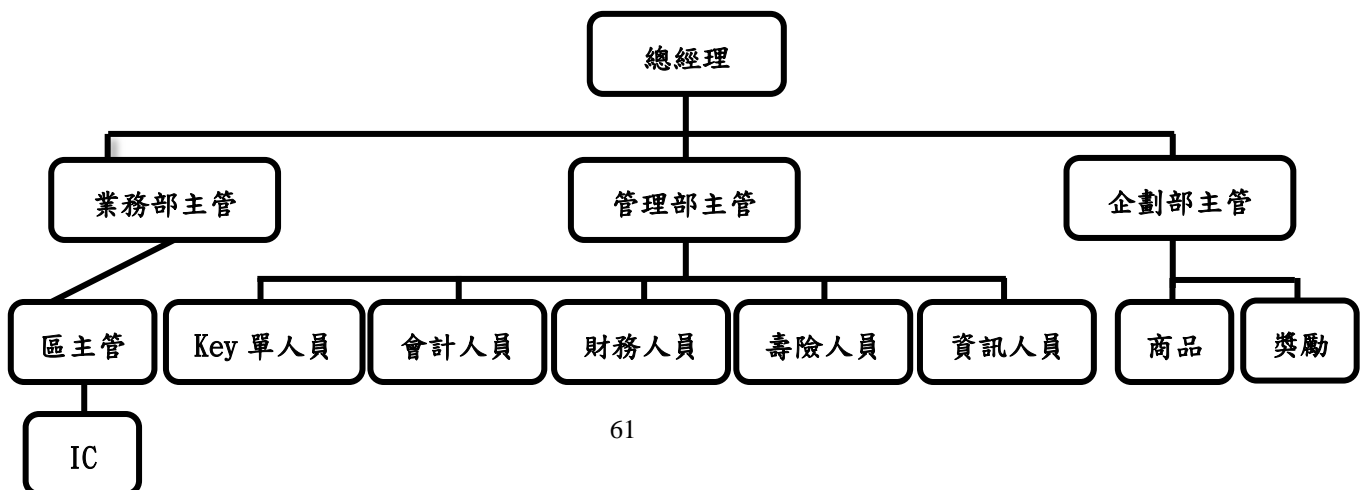 總經理
業務部主管
管理部主管
企劃部主管
區主管
Key 單人員
會計人員
財務人員
壽險人員
資訊人員
商品
獎勵
IC
61